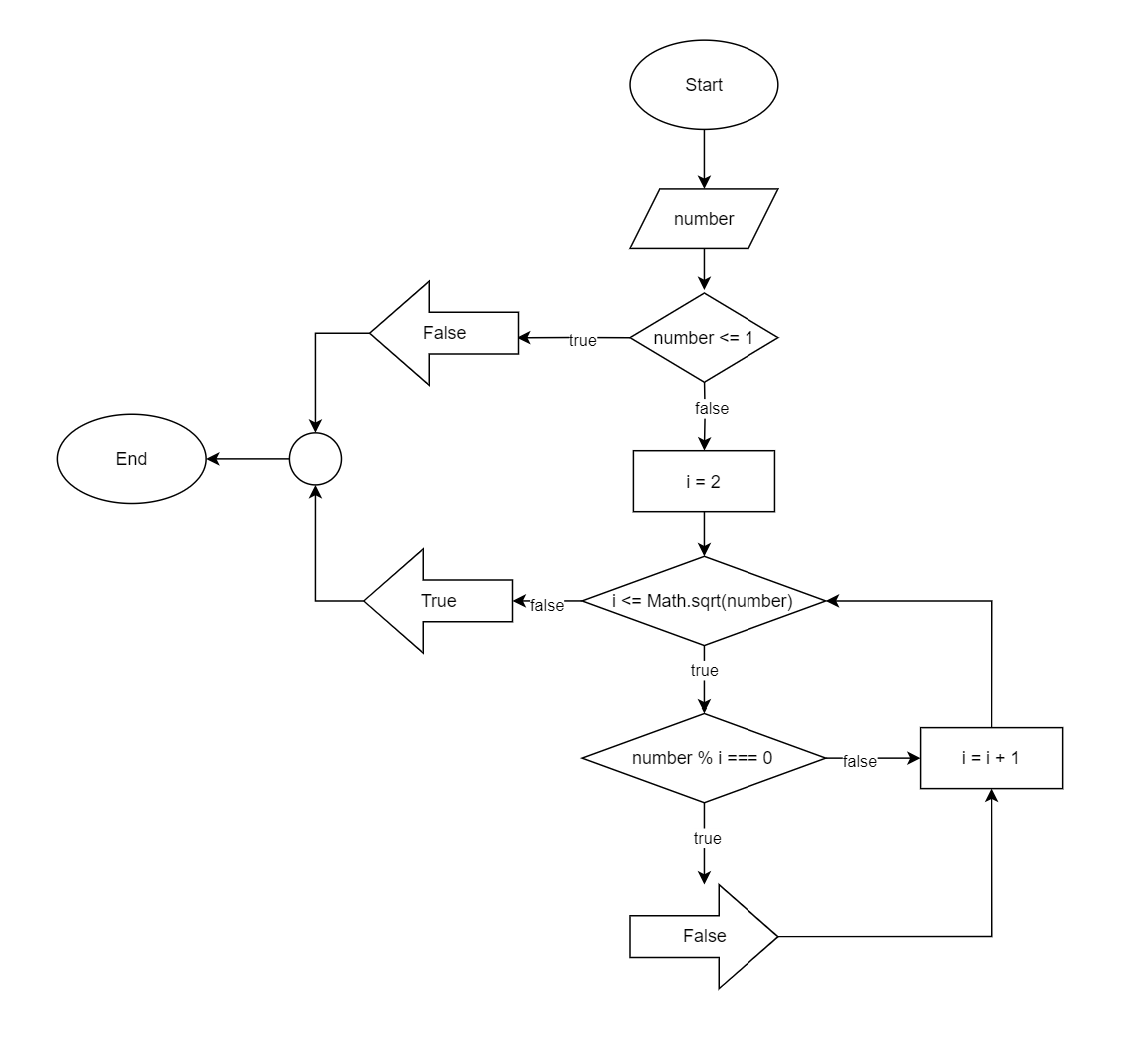 Start
number
number <= 1
true
False
false
End
i = 2
i <= Math.sqrt(number)
false
True
true
number % i === 0
false
i = i + 1
true
False